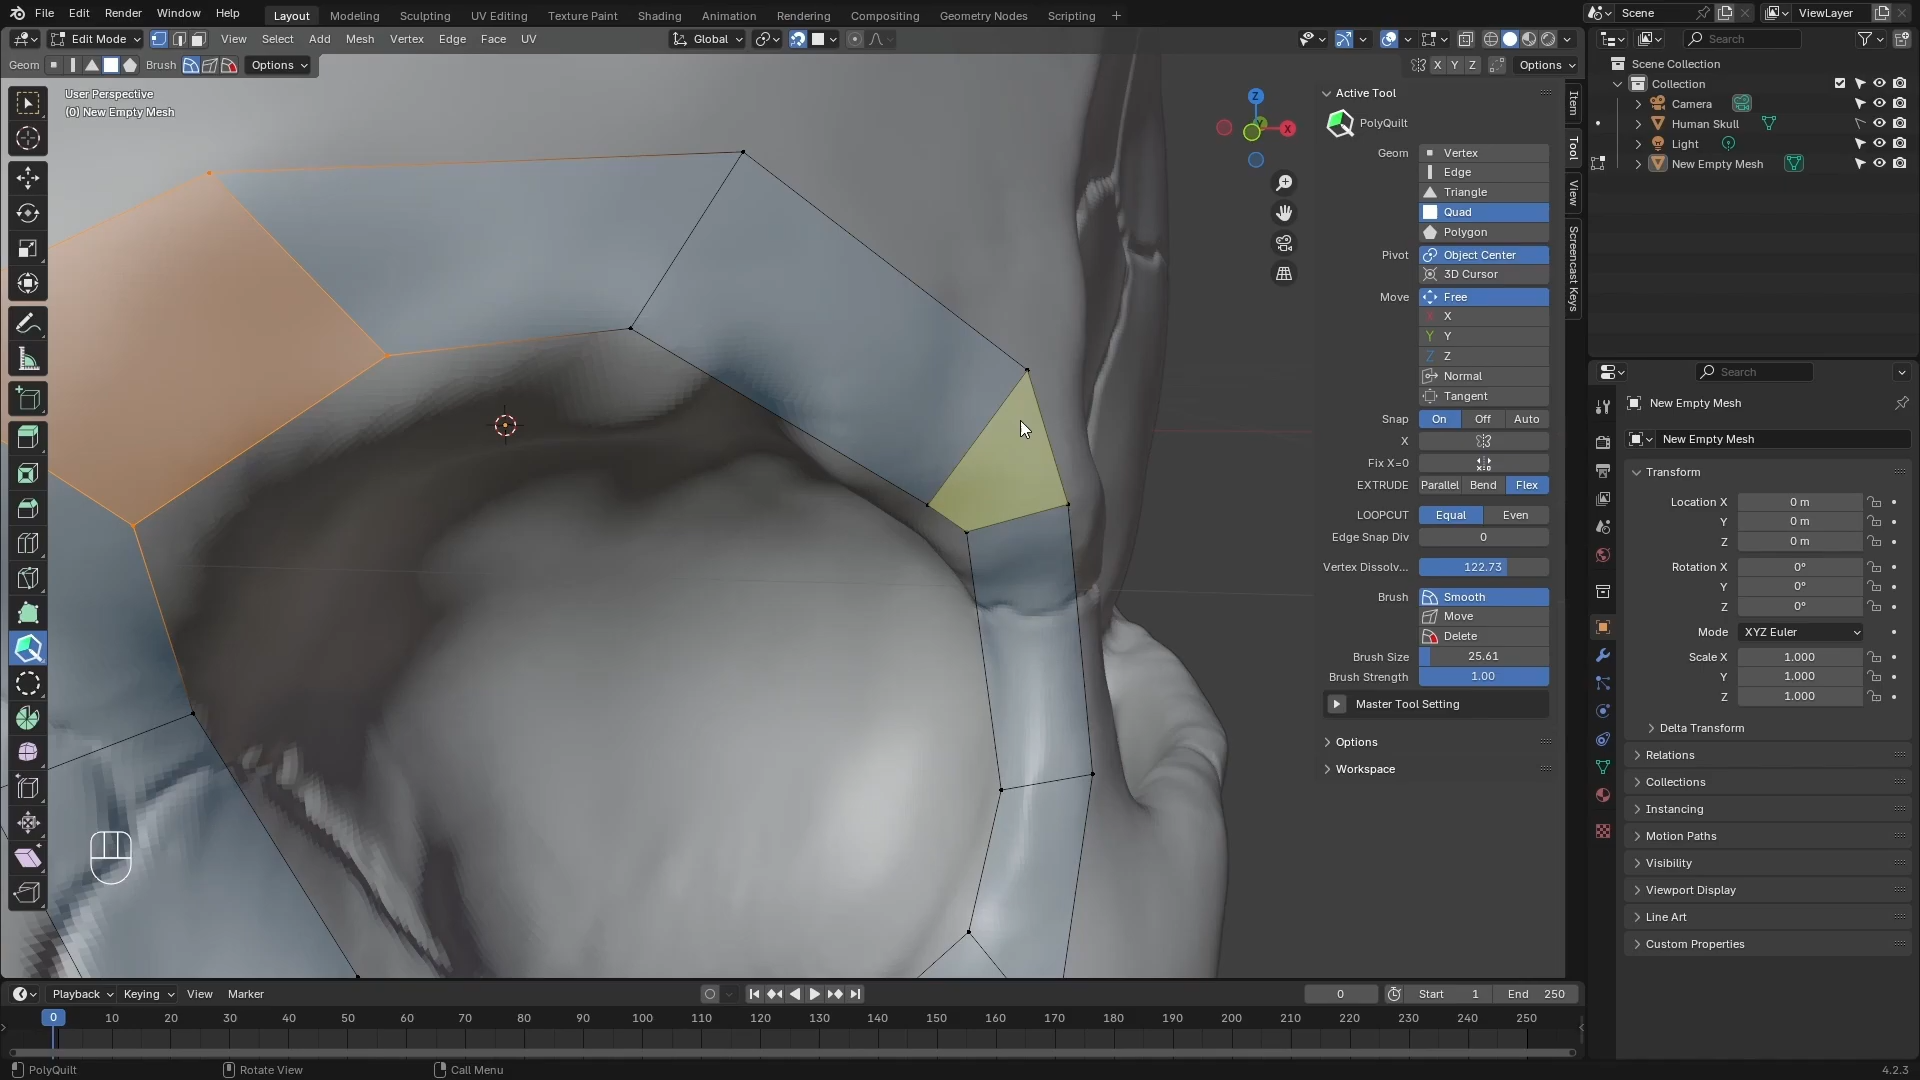 File Edit Render Window Help Layout Modeling Sculpting UV Editing Texture Paint Shading Animation Rendering Compositing Geometry Nodes Scripting + Scene ViewLayer
Edit Mode View Select Add Mesh Vertex Edge Face UV Global
Geom Brush Options X Y Z Options
User Perspective
(0) New Empty Mesh
Z
X
Active Tool
PolyQuilt
Geom Vertex
Edge
Triangle
Quad
Polygon
Pivot Object Center
3D Cursor
Move Free
X X
Y Y
Z Z
Normal
Tangent
Snap On Off Auto
X
Fix X=0
EXTRUDE Parallel Bend Flex
LOOPCUT Equal Even
Edge Snap Div 0
Vertex Dissolv... 122.73
Brush Smooth
Move
Delete
Brush Size 25.61
Brush Strength 1.00
Master Tool Setting
Options
Workspace
Item
Tool
View
Screencast Keys
Search
Scene Collection
Collection
Camera
Human Skull
Light
New Empty Mesh
Search
New Empty Mesh
New Empty Mesh
Transform
Location X 0 m
Y 0 m
Z 0 m
Rotation X 0°
Y 0°
Z 0°
Mode XYZ Euler
Scale X 1.000
Y 1.000
Z 1.000
Delta Transform
Relations
Collections
Instancing
Motion Paths
Visibility
Viewport Display
Line Art
Custom Properties
Playback Keying View Marker 0 Start 1 End 250
0 10 20 30 40 50 60 70 80 90 100 110 120 130 140 150 160 170 180 190 200 210 220 230 240 250
PolyQuilt Rotate View Call Menu 4.2.3